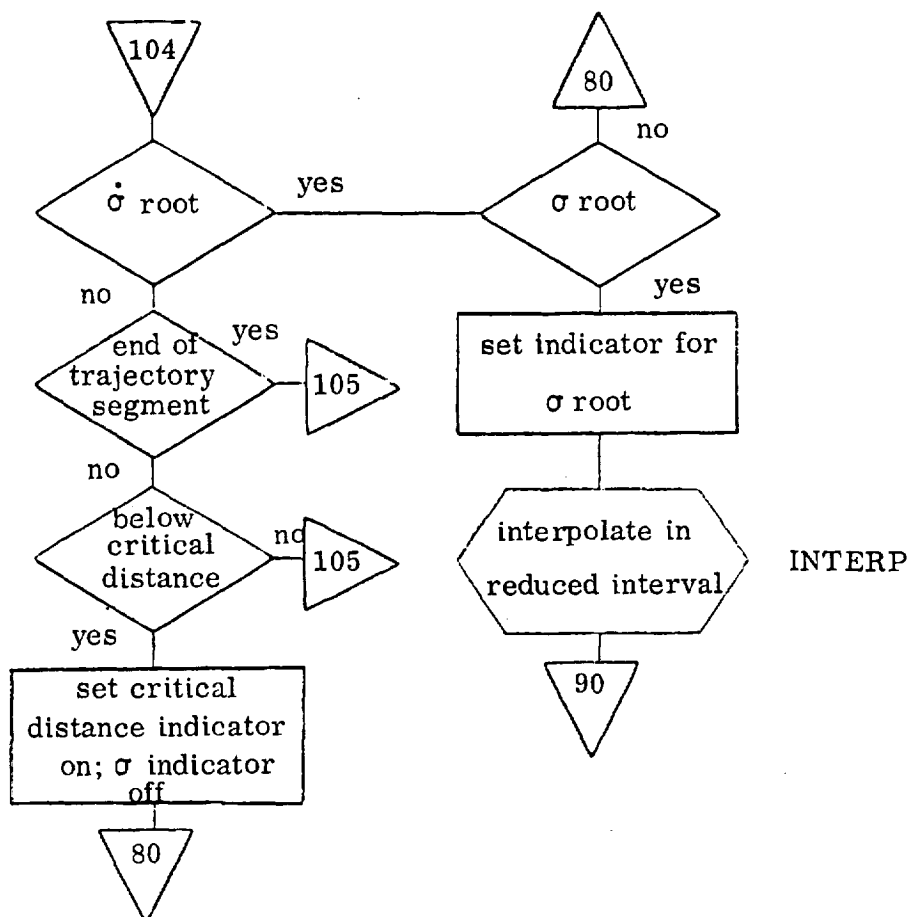 104
σ̇ root
yes
no
end of
trajectory
segment
yes
105
no
below
critical
distance
no
105
yes
set critical
distance indicator
on; σ indicator
off
80
80
no
σ root
yes
set indicator for
σ root
interpolate in
reduced interval
INTERP
90